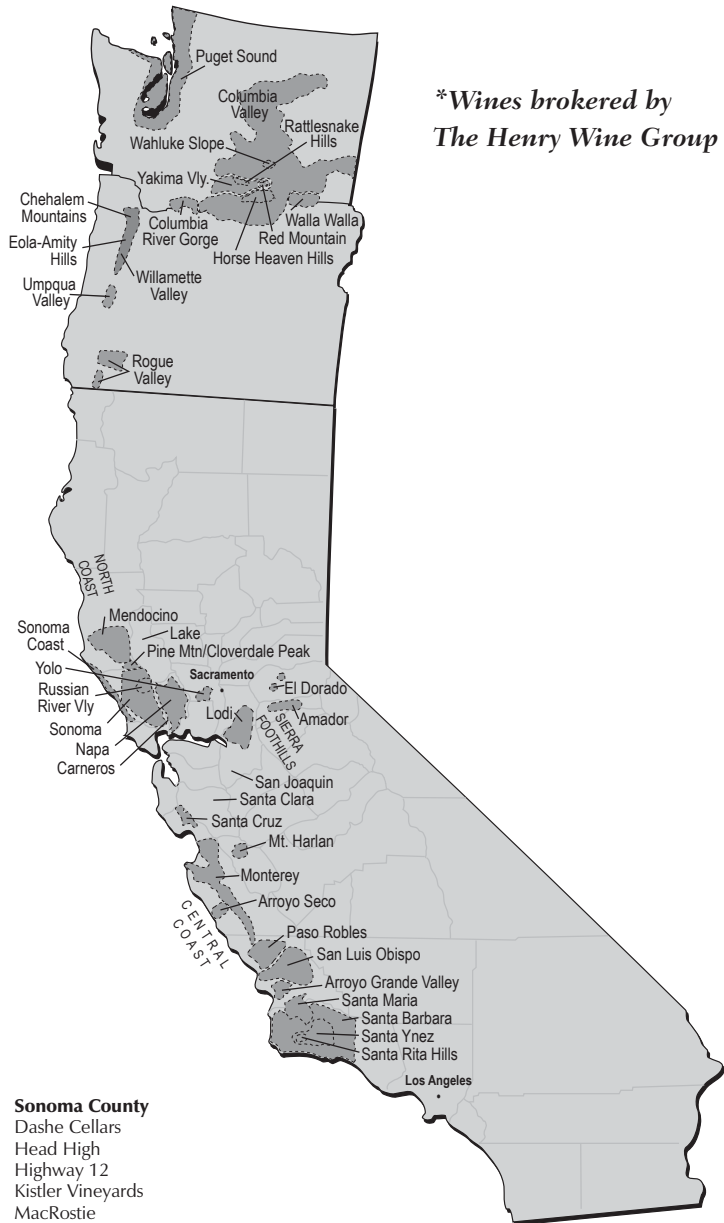 Puget Sound
*Wines brokered by
The Henry Wine Group
Columbia
Valley
Rattlesnake
Hills
Wahluke Slope
Yakima Vly.
Chehalem
Mountains
Columbia
River Gorge
Walla Walla
Red Mountain
Horse Heaven Hills
Eola-Amity
Hills
Willamette
Valley
Umpqua
Valley
Rogue
Valley
NORTH
COAST
Mendocino
Lake
Sonoma
Coast
Pine Mtn/Cloverdale Peak
Yolo
Sacramento
Russian
River Vly
El Dorado
Lodi
Amador
SIERRA
FOOTHILLS
Sonoma
Napa
Carneros
San Joaquin
Santa Clara
Santa Cruz
Mt. Harlan
Monterey
Arroyo Seco
CENTRAL
COAST
Paso Robles
San Luis Obispo
Arroyo Grande Valley
Santa Maria
Santa Barbara
Santa Ynez
Santa Rita Hills
Los Angeles
Sonoma County
Dashe Cellars
Head High
Highway 12
Kistler Vineyards
MacRostie